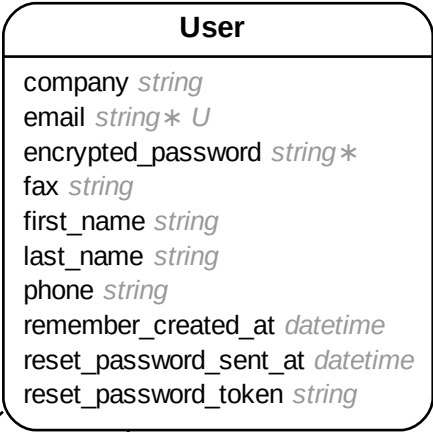 User
company string
email string∗ U
encrypted_password string∗
fax string
first_name string
last_name string
phone string
remember_created_at datetime
reset_password_sent_at datetime
reset_password_token string